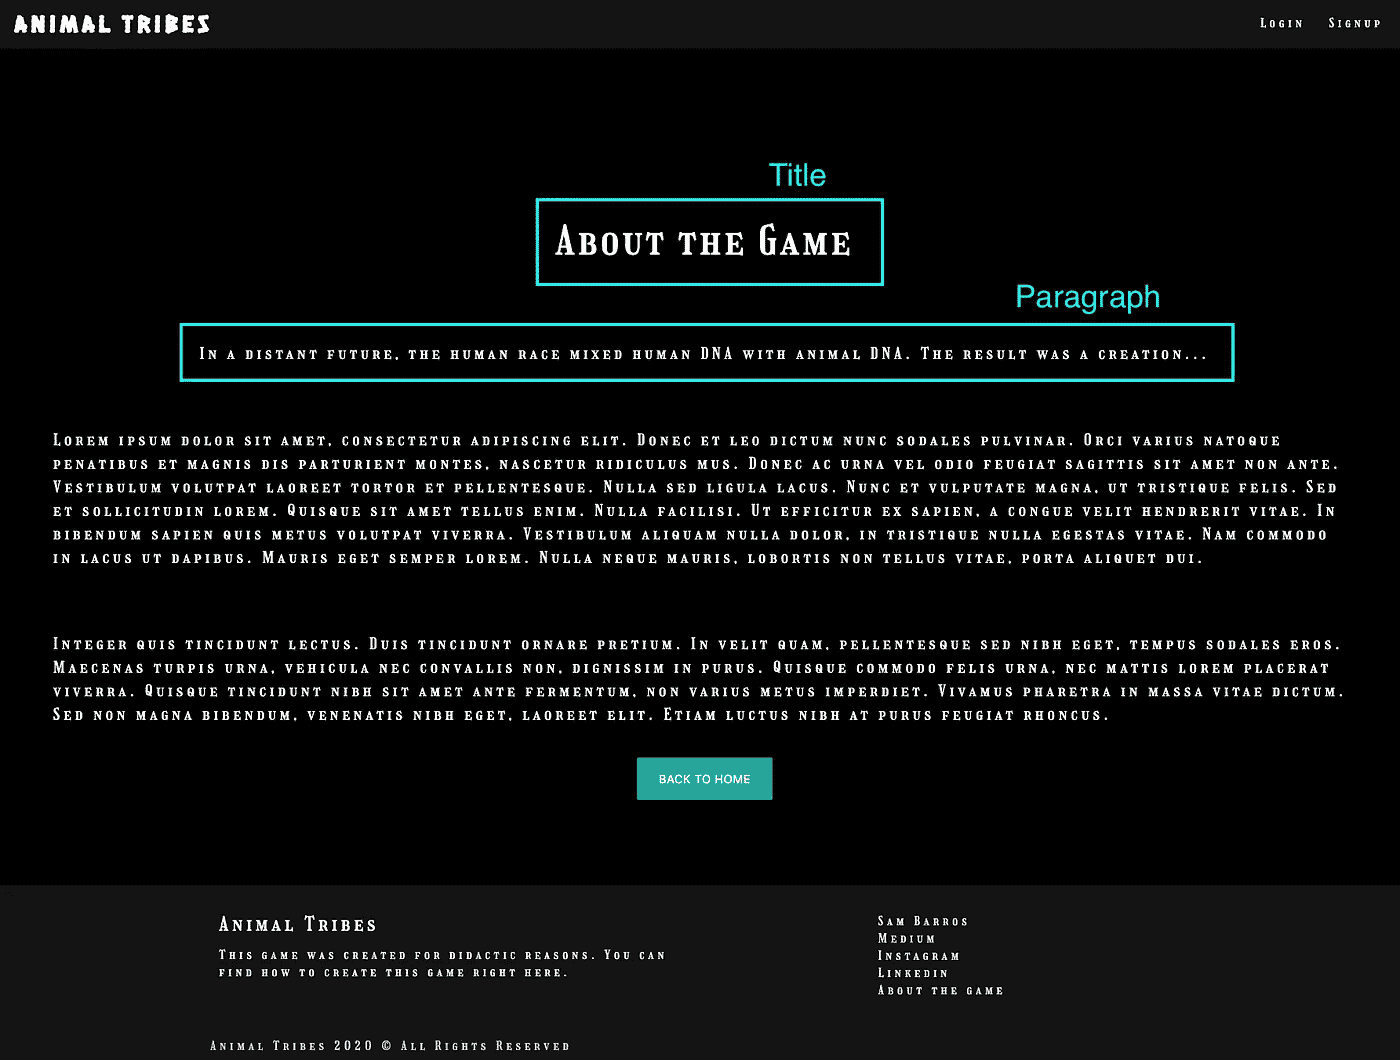 ANIMAL TRIBES
Login Signup
Title
About the Game
Paragraph
In a distant future, the human race mixed human DNA with animal DNA. The result was a creation...
Lorem ipsum dolor sit amet, consectetur adipiscing elit. Donec et leo dictum nunc sodales pulvinar. Orci varius natoque
penatibus et magnis dis parturient montes, nascetur ridiculus mus. Donec ac urna vel odio feugiat sagittis sit amet non ante.
Vestibulum volutpat laoreet tortor et pellentesque. Nulla sed ligula lacus. Nunc et vulputate magna, ut tristique felis. Sed
et sollicitudin lorem. Quisque sit amet tellus enim. Nulla facilisi. Ut efficitur ex sapien, a congue velit hendrerit vitae. In
bibendum sapien quis metus volutpat viverra. Vestibulum aliquam nulla dolor, in tristique nulla egestas vitae. Nam commodo
in lacus ut dapibus. Mauris eget semper lorem. Nulla neque mauris, lobortis non tellus vitae, porta aliquet dui.
Integer quis tincidunt lectus. Duis tincidunt ornare pretium. In velit quam, pellentesque sed nibh eget, tempus sodales eros.
Maecenas turpis urna, vehicula nec convallis non, dignissim in purus. Quisque commodo felis urna, nec mattis lorem placerat
viverra. Quisque tincidunt nibh sit amet ante fermentum, non varius metus imperdiet. Vivamus pharetra in massa vitae dictum.
Sed non magna bibendum, venenatis nibh eget, laoreet elit. Etiam luctus nibh at purus feugiat rhoncus.
BACK TO HOME
Animal Tribes
This game was created for didactic reasons. You can
find how to create this game right here.
Sam Barros
Medium
Instagram
Linkedin
About the game
Animal Tribes 2020 © All Rights Reserved